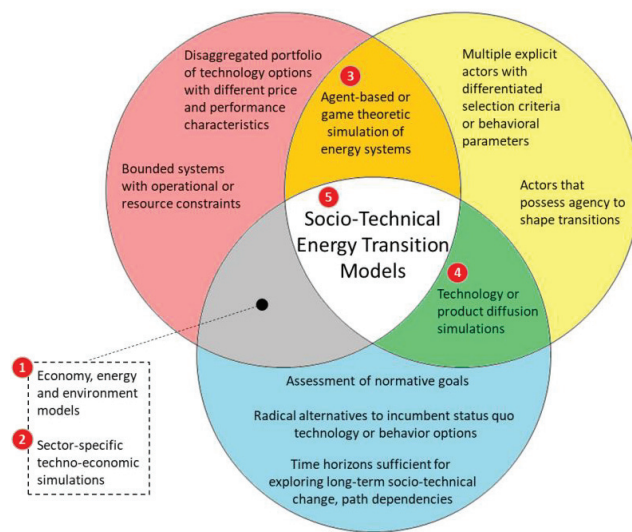 Disaggregated portfolio
of technology options
with different price
and performance
characteristics
Bounded systems
with operational or
resource constraints
3
Agent-based or
game theoretic
simulation of
energy systems
Multiple explicit
actors with
differentiated
selection criteria
or behavioral
parameters
Actors that
possess agency to
shape transitions
5
Socio-Technical
Energy Transition
Models
4
Technology or
product diffusion
simulations
1
Economy, energy
and environment
models
2
Sector-specific
techno-economic
simulations
Assessment of normative goals
Radical alternatives to incumbent status quo
technology or behavior options
Time horizons sufficient for
exploring long-term socio-technical
change, path dependencies